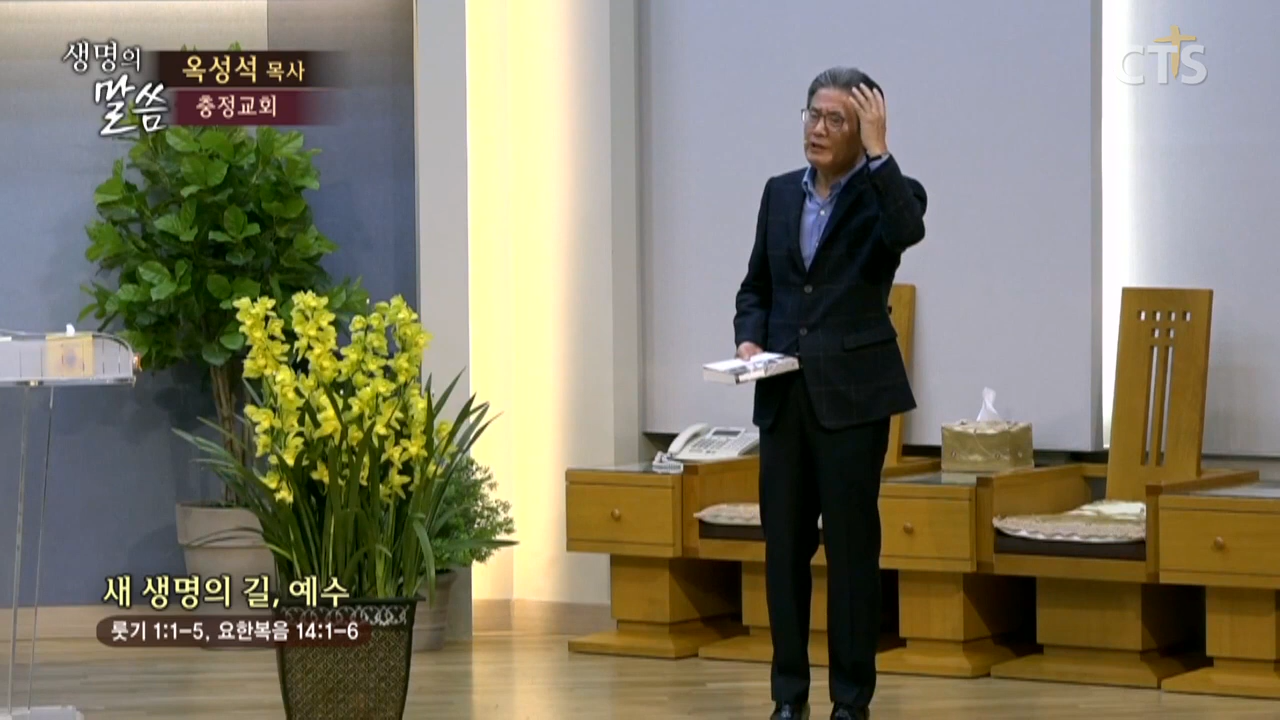 생명의
말씀
옥성석 목사
충정교회
CTS
새 생명의 길, 예수
룻기 1:1-5, 요한복음 14:1-6